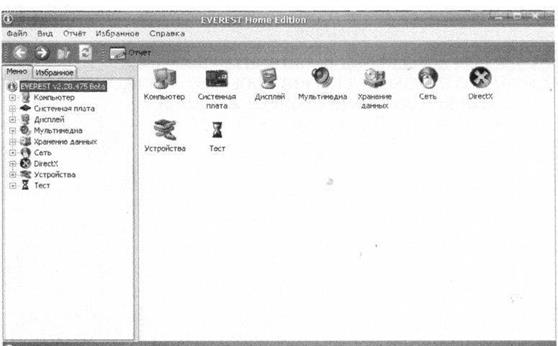 EVEREST Home Edition
Файл Вид Отчёт Избранное Справка
Отчет
Меню Избранное
EVEREST v2.20.475 Beta
Компьютер
Системная плата
Дисплей
Мультимедиа
Хранение данных
Сеть
DirectX
Устройства
Тест
Компьютер Системная плата Дисплей Мультимедиа Хранение данных Сеть DirectX
Устройства Тест